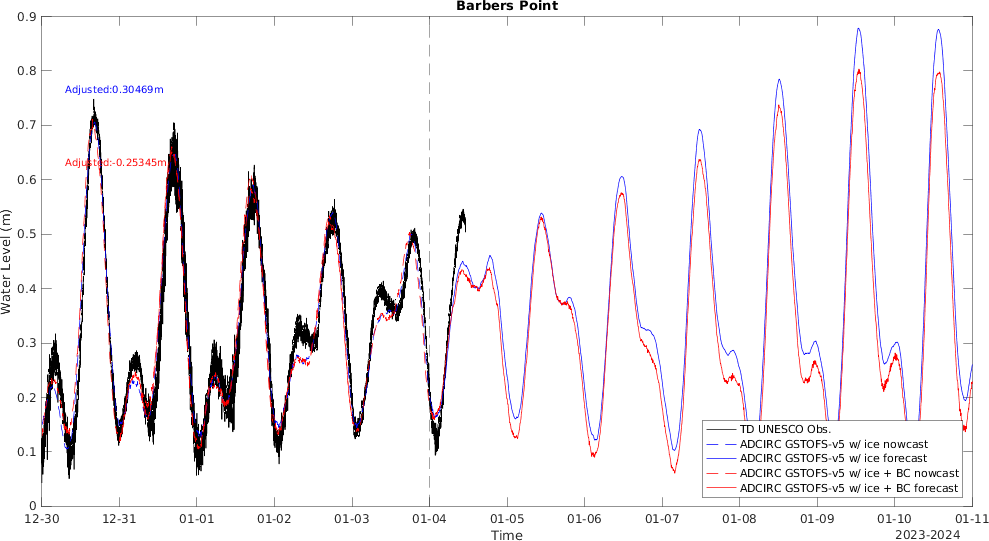 Barbers Point
0.9
0.8
0.7
0.6
0.5
0.4
0.3
0.2
0.1
0
Water Level (m)
Adjusted:0.30469m
Adjusted:-0.25345m
TD UNESCO Obs.
ADCIRC GSTOFS-v5 w/ ice nowcast
ADCIRC GSTOFS-v5 w/ ice forecast
ADCIRC GSTOFS-v5 w/ ice + BC nowcast
ADCIRC GSTOFS-v5 w/ ice + BC forecast
12-30 12-31 01-01 01-02 01-03 01-04 01-05 01-06 01-07 01-08 01-09 01-10 01-11
Time
2023-2024